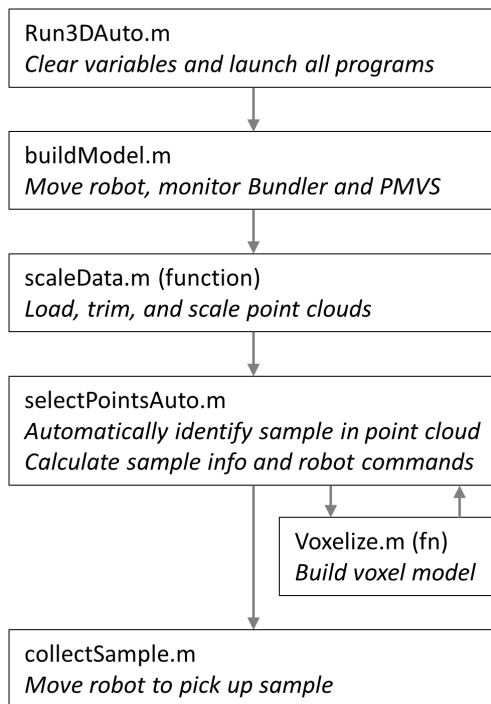 Run3DAuto.m
Clear variables and launch all programs
buildModel.m
Move robot, monitor Bundler and PMVS
scaleData.m (function)
Load, trim, and scale point clouds
selectPointsAuto.m
Automatically identify sample in point cloud
Calculate sample info and robot commands
Voxelize.m (fn)
Build voxel model
collectSample.m
Move robot to pick up sample